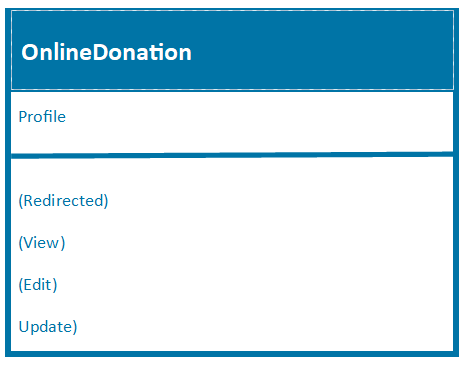 OnlineDonation
Profile
(Redirected)
(View)
(Edit)
Update)